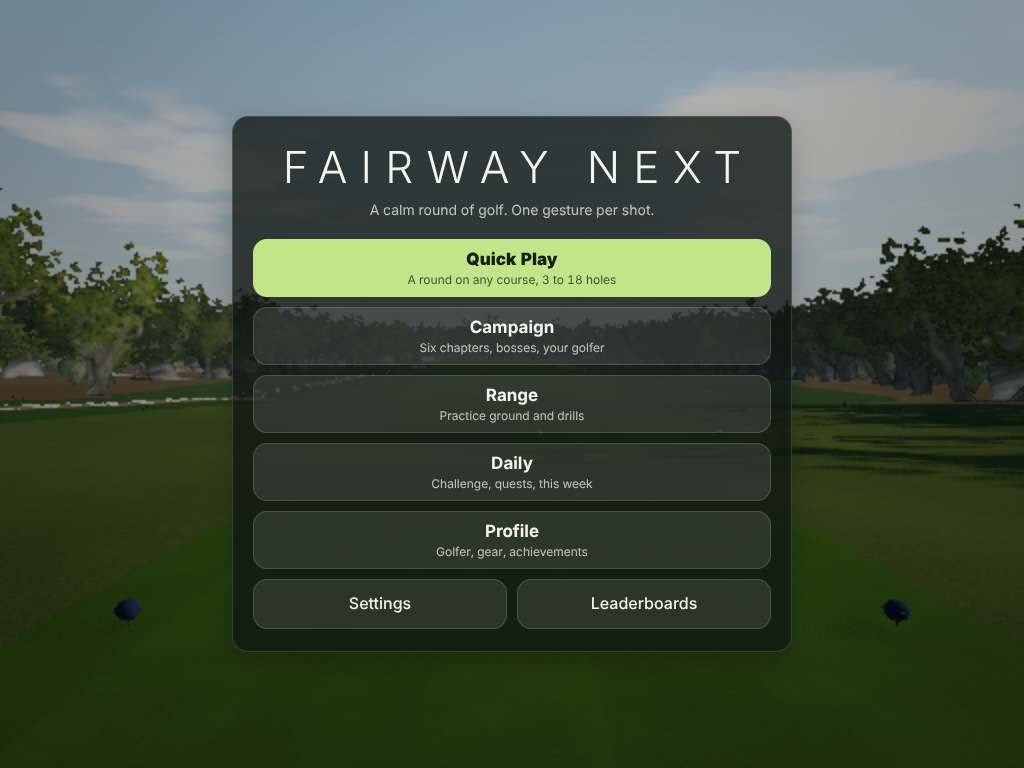 FAIRWAY NEXT
A calm round of golf. One gesture per shot.
Quick Play
A round on any course, 3 to 18 holes
Campaign
Six chapters, bosses, your golfer
Range
Practice ground and drills
Daily
Challenge, quests, this week
Profile
Golfer, gear, achievements
Settings
Leaderboards